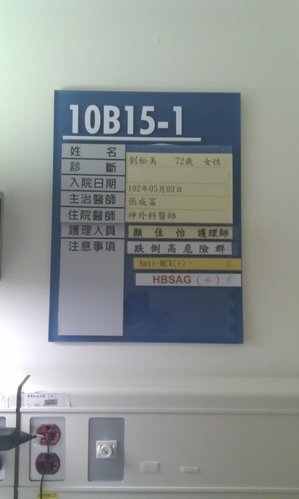 10B15-1
姓名 劉松美 72歲 女性
診斷
入院日期 102年05月03日
主治醫師 張成富
住院醫師 神外科醫師
護理人員 顏佳怡 護理師
注意事項 跌倒高危險群
Anti-HCV(+)
HBSAG (+)